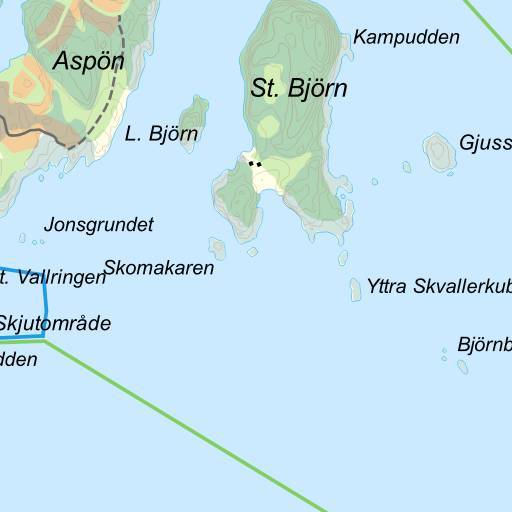 Kampudden
Aspön
St. Björn
L. Björn
Gjuss
Jonsgrundet
Skomakaren
t. Vallringen
Yttra Skvallerkub
Skjutområde
Björnb
dden